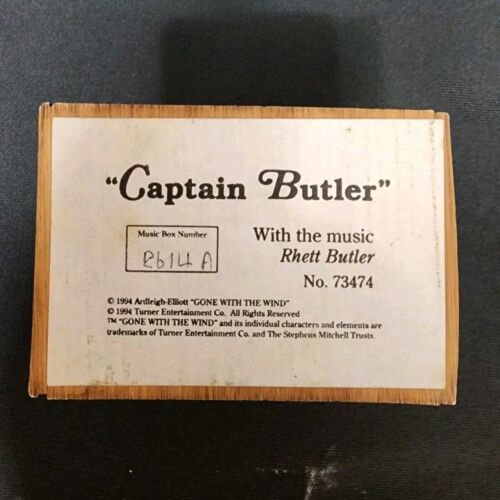 "Captain Butler"
Music Box Number
2614 A
With the music
Rhett Butler
No. 73474
© 1994 Ardleigh-Elliott "GONE WITH THE WIND"
© 1994 Turner Entertainment Co. All Rights Reserved
™ "GONE WITH THE WIND" and its individual characters and elements are
trademarks of Turner Entertainment Co. and The Stephens Mitchell Trusts.